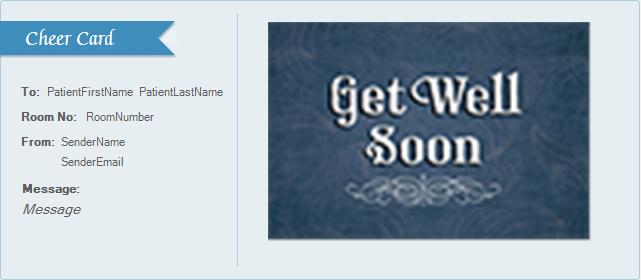 Cheer Card
To: PatientFirstName PatientLastName
Room No: RoomNumber
From: SenderName
SenderEmail
Message:
Message
Get Well
Soon